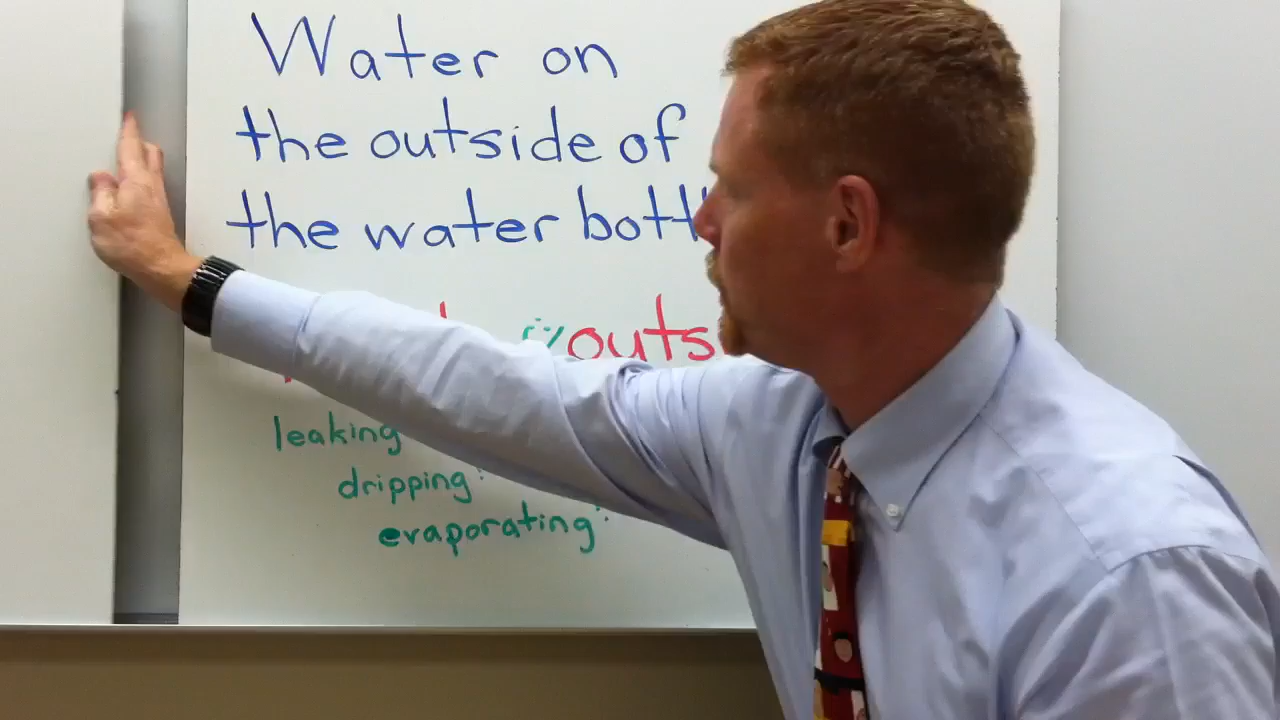 Water on
the outside of
the water bott
outs
leaking
dripping:
evaporating: